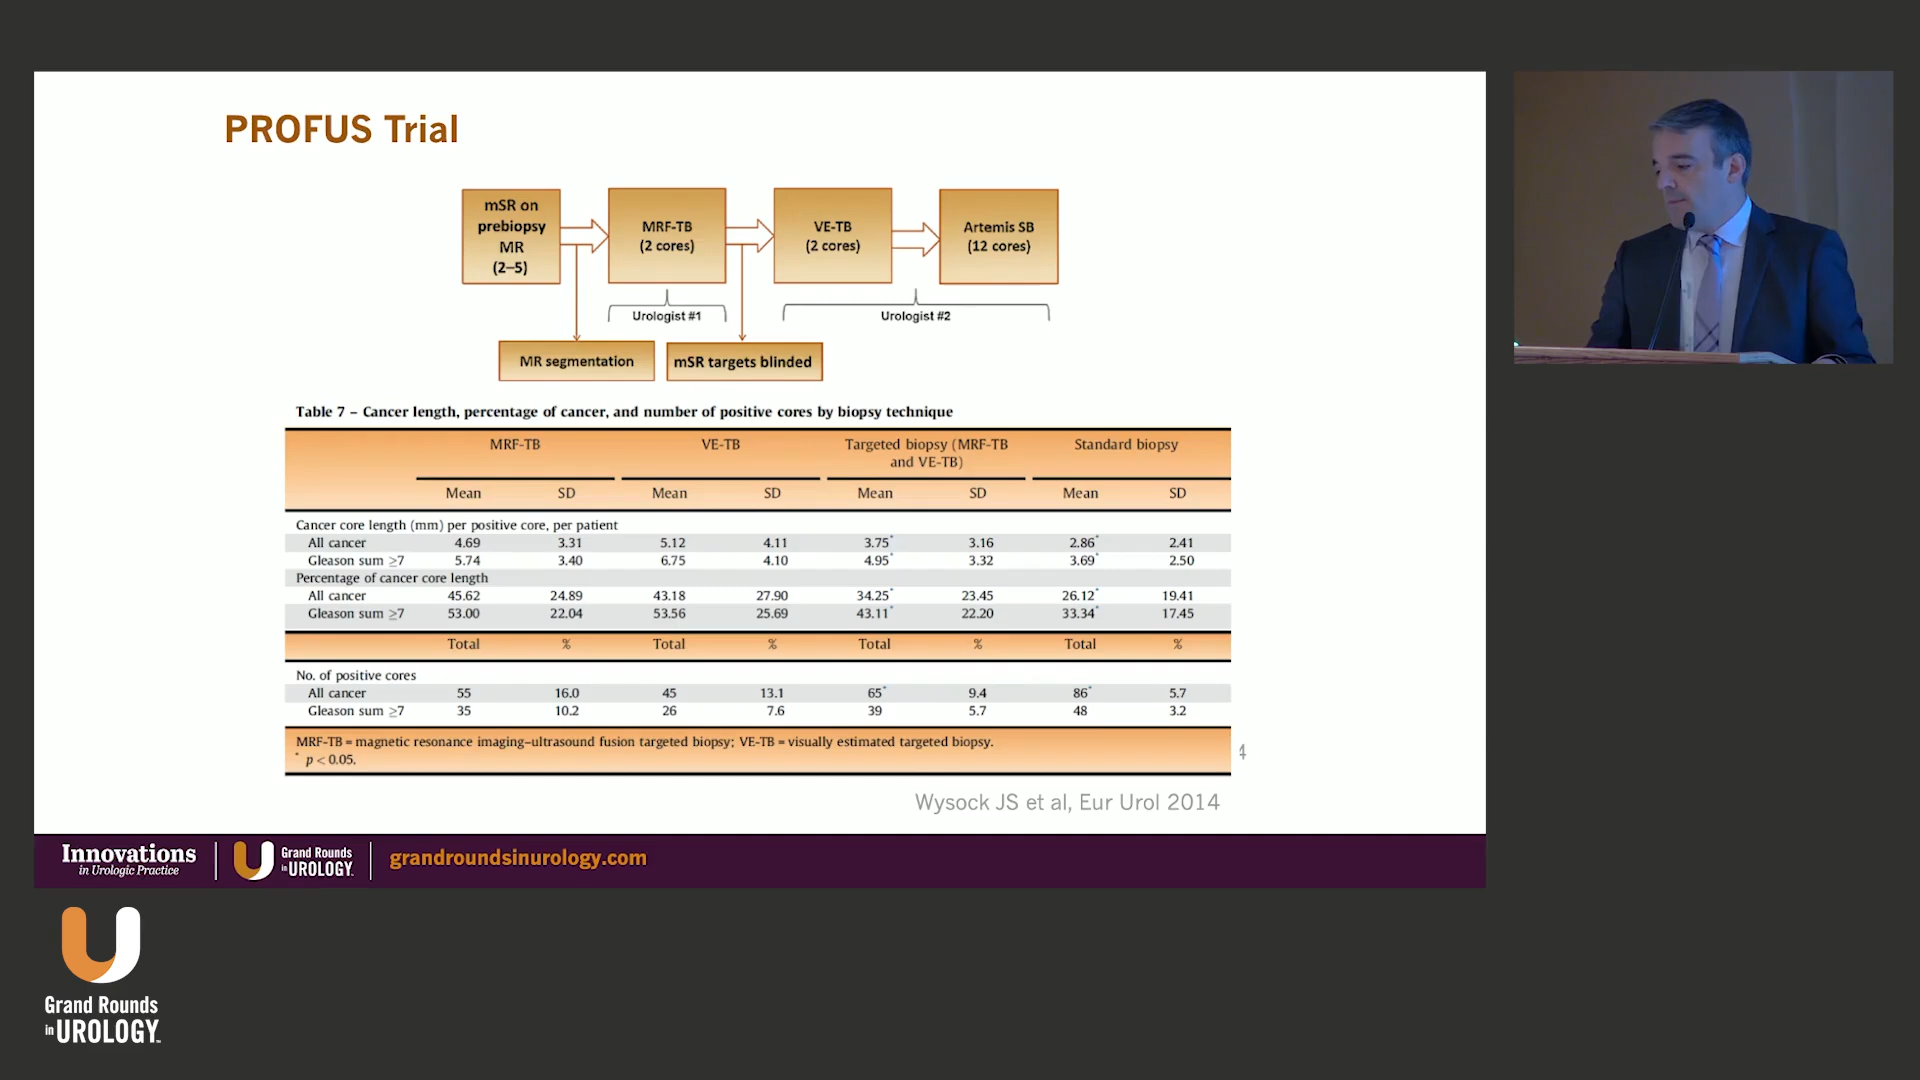 PROFUS Trial
mSR on
prebiopsy
MR
(2–5)
MRF-TB
(2 cores)
VE-TB
(2 cores)
Artemis SB
(12 cores)
Urologist #1
Urologist #2
MR segmentation
mSR targets blinded
Table 7 – Cancer length, percentage of cancer, and number of positive cores by biopsy technique
MRF-TB VE-TB Targeted biopsy (MRF-TB and VE-TB) Standard biopsy
Mean SD Mean SD Mean SD Mean SD
Cancer core length (mm) per positive core, per patient
All cancer 4.69 3.31 5.12 4.11 3.75* 3.16 2.86* 2.41
Gleason sum ≥7 5.74 3.40 6.75 4.10 4.95* 3.32 3.69* 2.50
Percentage of cancer core length
All cancer 45.62 24.89 43.18 27.90 34.25* 23.45 26.12* 19.41
Gleason sum ≥7 53.00 22.04 53.56 25.69 43.11* 22.20 33.34* 17.45
Total % Total % Total % Total %
No. of positive cores
All cancer 55 16.0 45 13.1 65* 9.4 86* 5.7
Gleason sum ≥7 35 10.2 26 7.6 39 5.7 48 3.2
MRF-TB = magnetic resonance imaging–ultrasound fusion targeted biopsy; VE-TB = visually estimated targeted biopsy.
* p < 0.05.
4
Wysock JS et al, Eur Urol 2014
Innovations
in Urologic Practice
Grand Rounds
in UROLOGY™
grandroundsinurology.com
Grand Rounds
in UROLOGY™